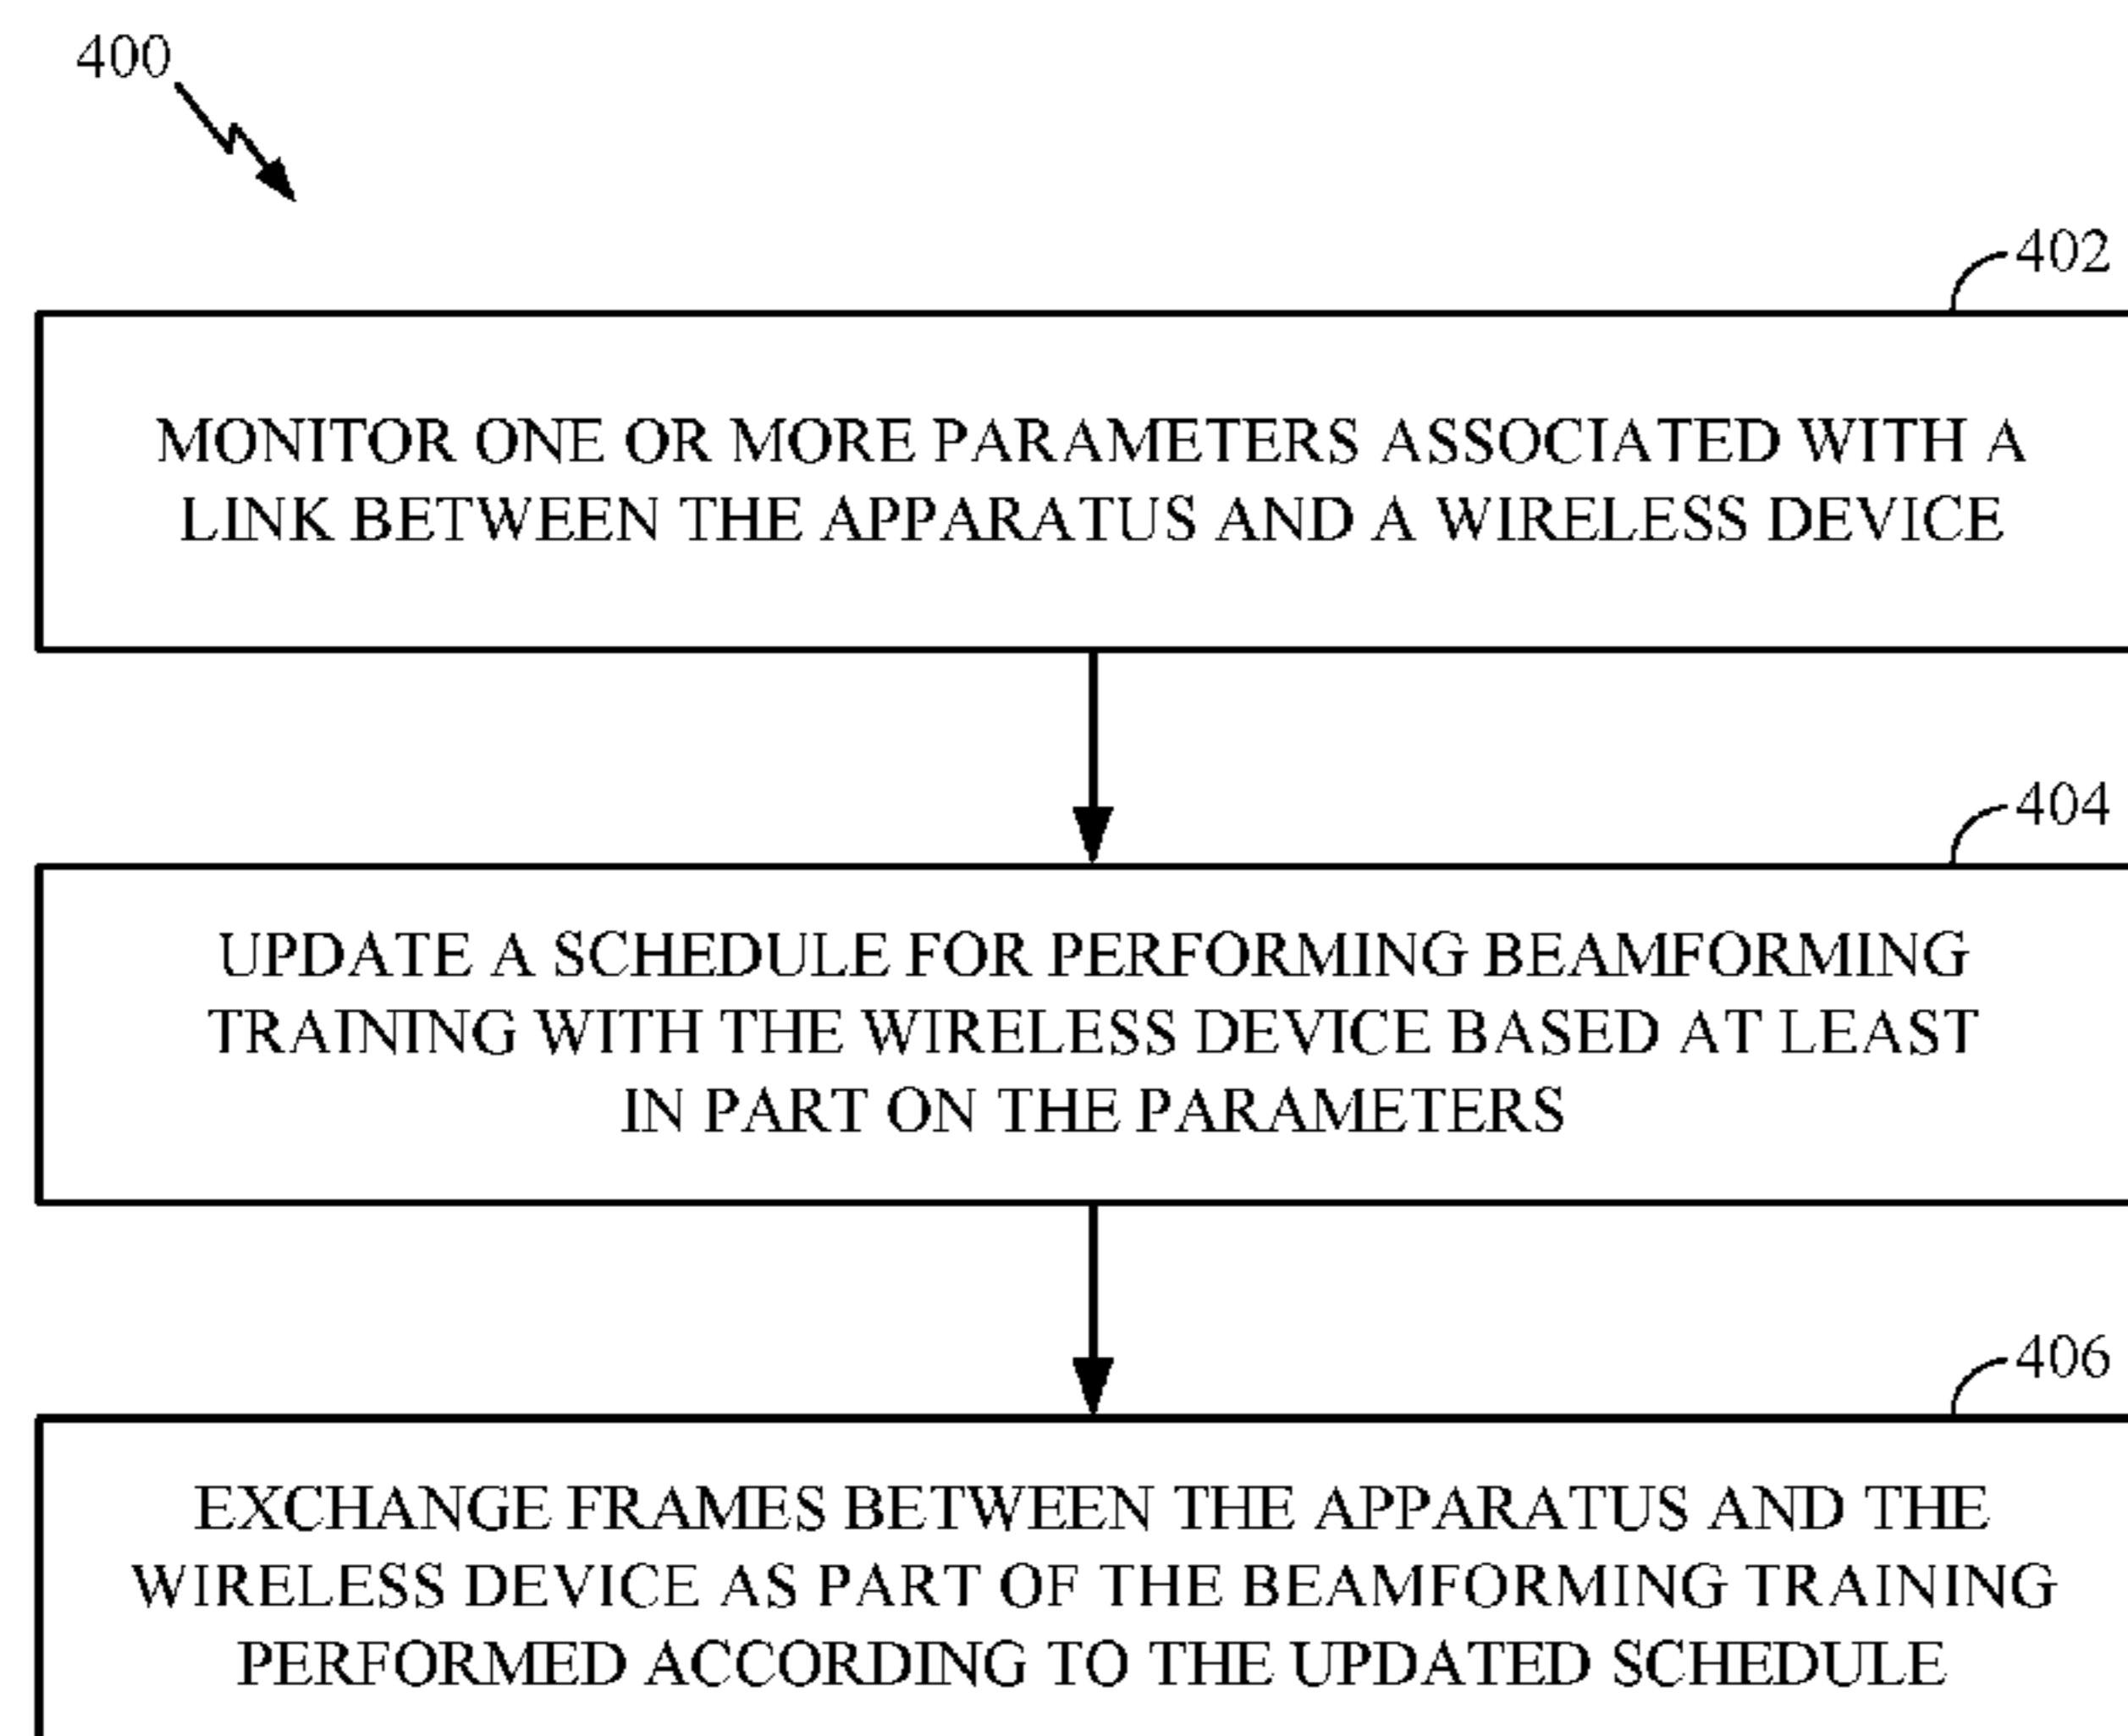 400
402
MONITOR ONE OR MORE PARAMETERS ASSOCIATED WITH A
LINK BETWEEN THE APPARATUS AND A WIRELESS DEVICE
404
UPDATE A SCHEDULE FOR PERFORMING BEAMFORMING
TRAINING WITH THE WIRELESS DEVICE BASED AT LEAST
IN PART ON THE PARAMETERS
406
EXCHANGE FRAMES BETWEEN THE APPARATUS AND THE
WIRELESS DEVICE AS PART OF THE BEAMFORMING TRAINING
PERFORMED ACCORDING TO THE UPDATED SCHEDULE